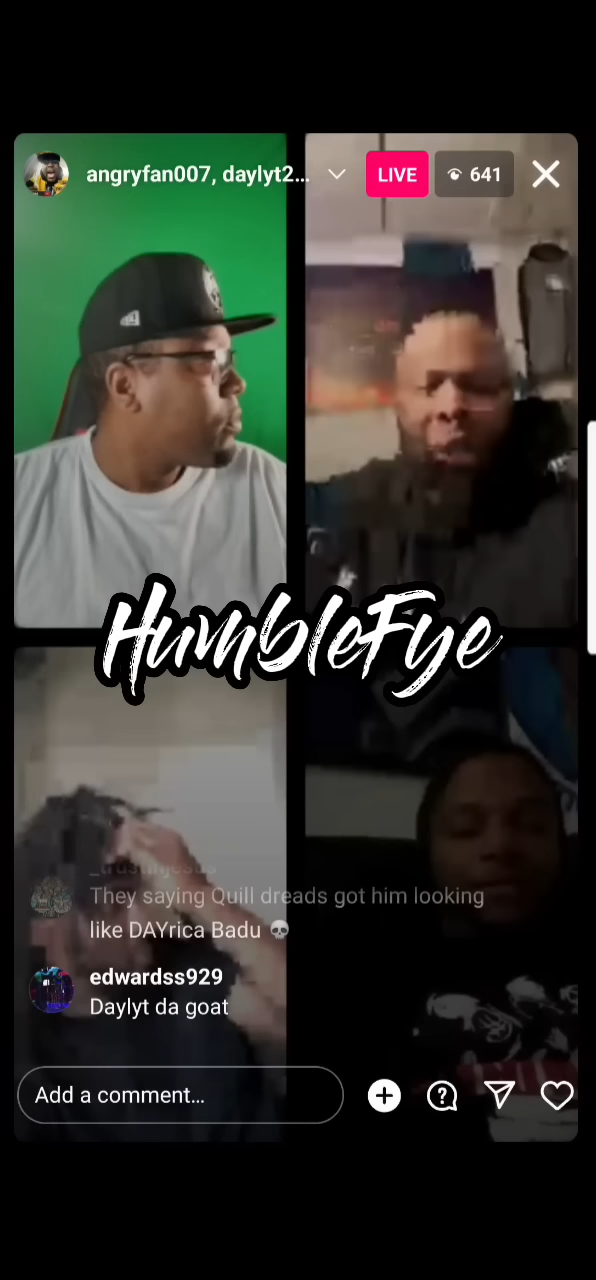 angryfan007, daylyt2...
LIVE
641
HumbleFye
_trustinjesus
They saying Quill dreads got him looking
like DAYrica Badu 💀
edwardss929
Daylyt da goat
Add a comment...